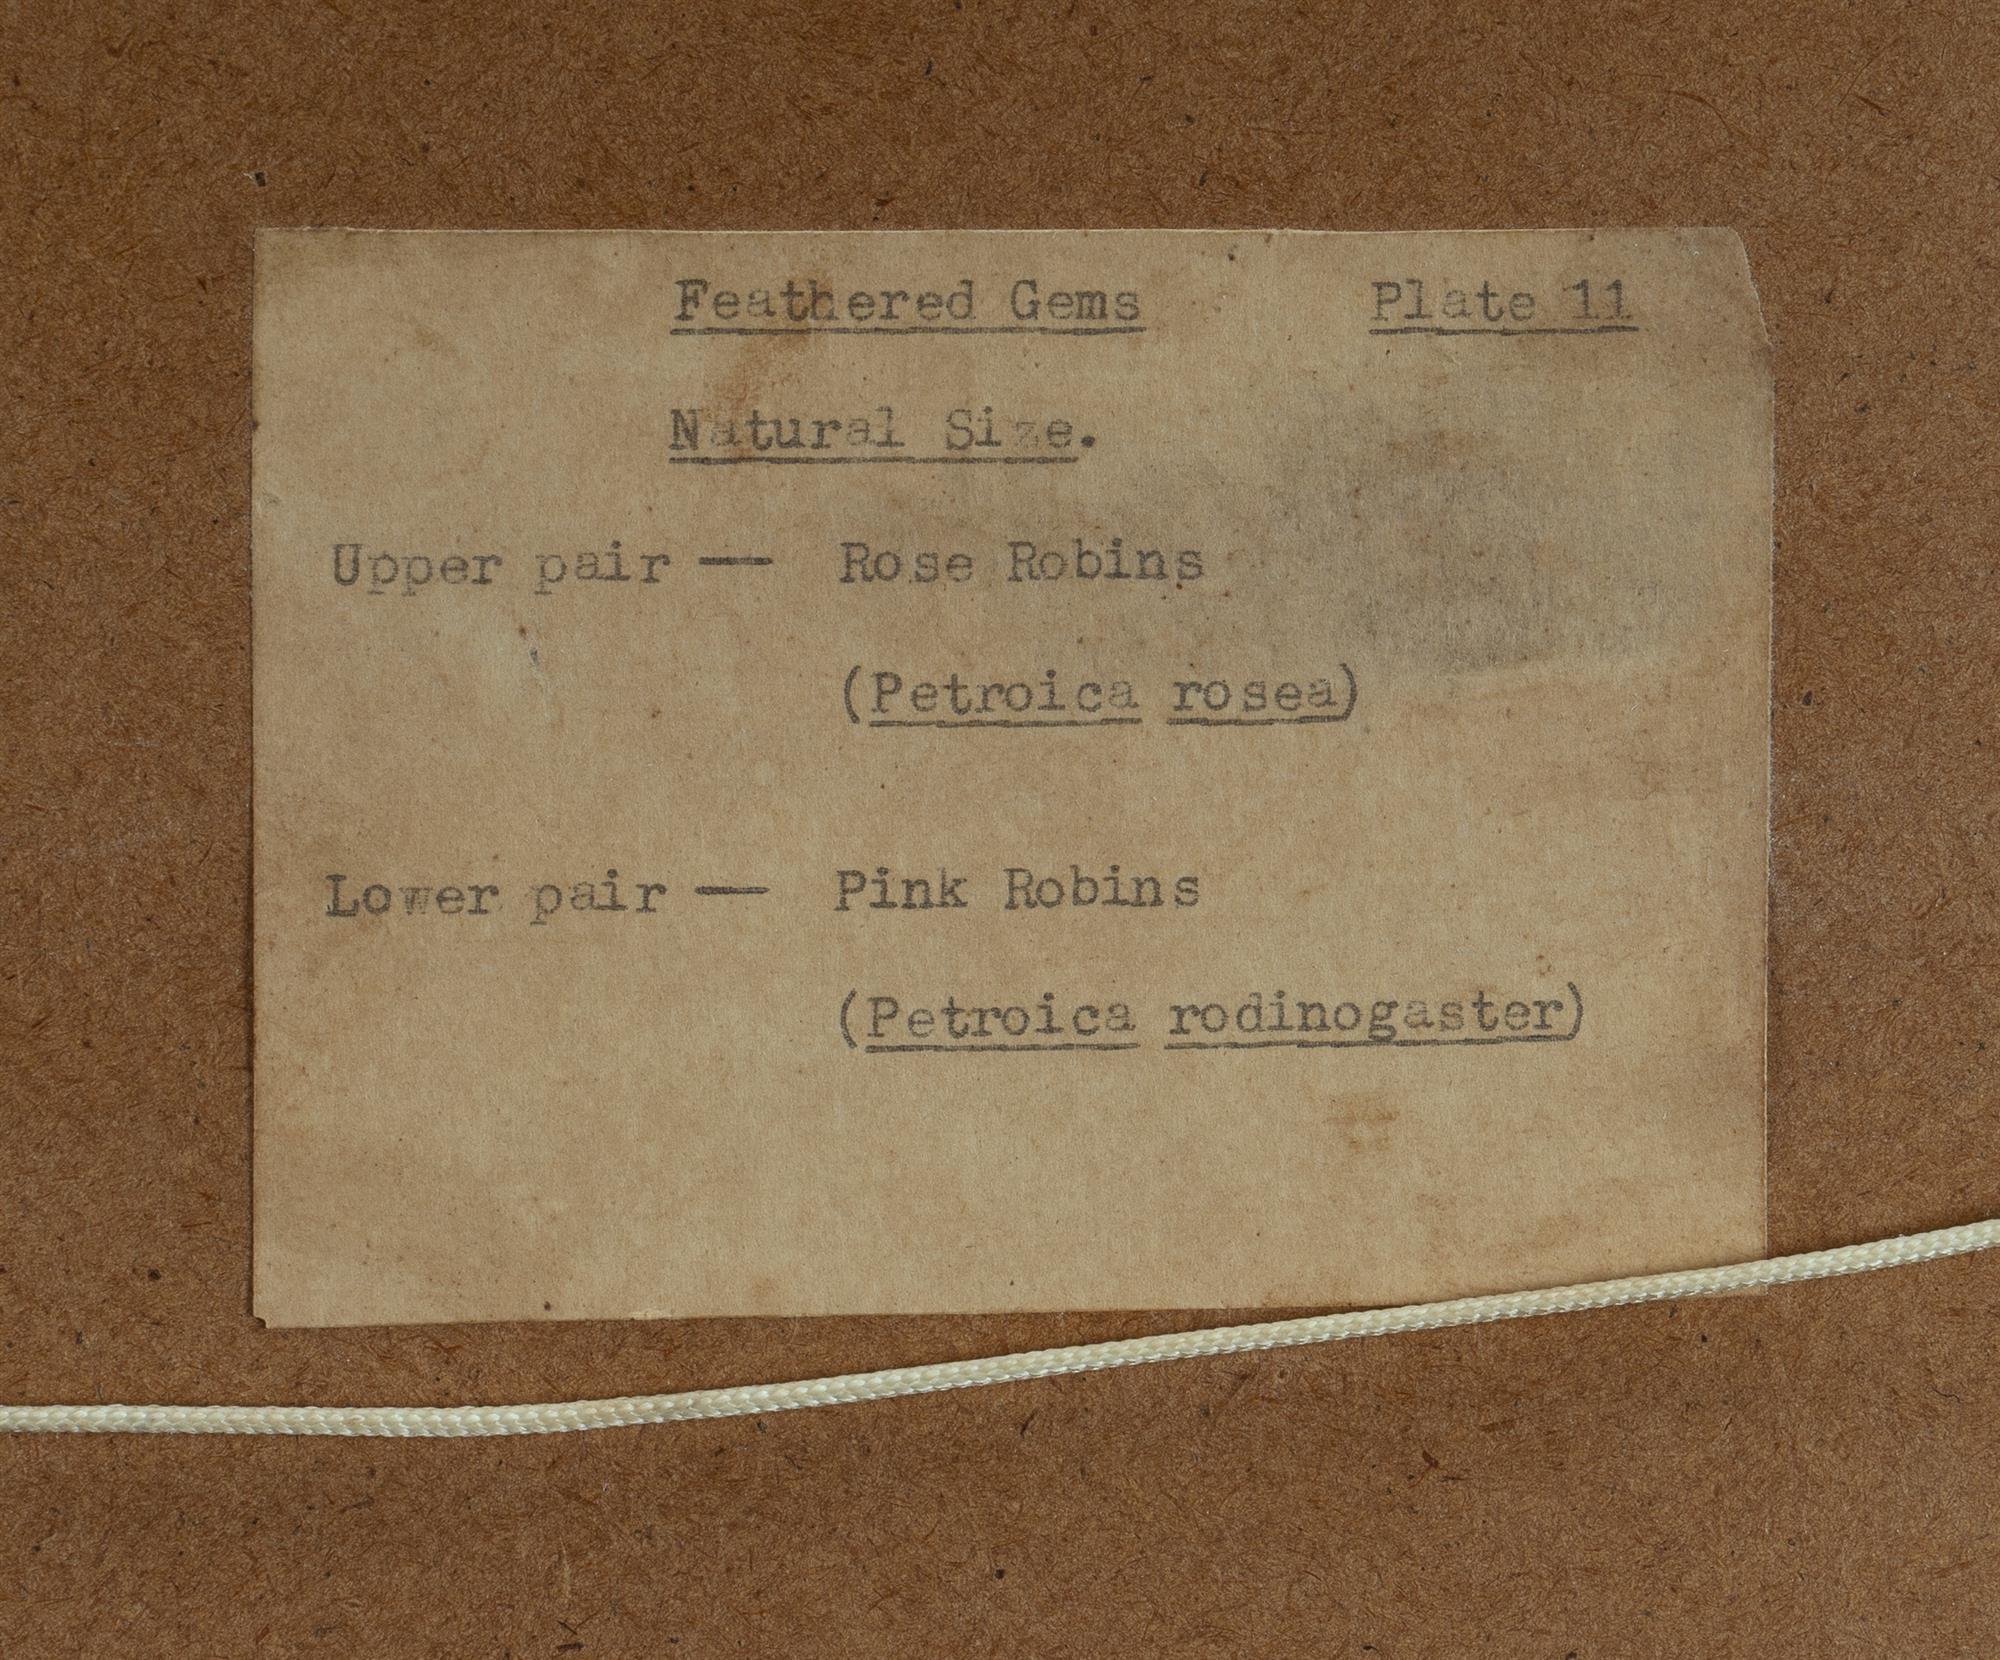 Feathered Gems Plate 11
Natural Size.
Upper pair — Rose Robins
(Petroica rosea)
Lower pair — Pink Robins
(Petroica rodinogaster)